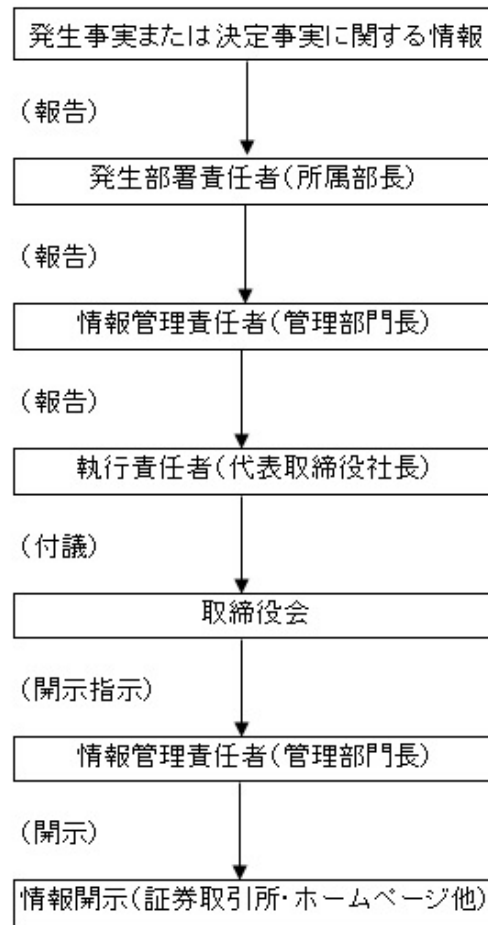 発生事実または決定事実に関する情報
(報告)
発生部署責任者(所属部長)
(報告)
情報管理責任者(管理部門長)
(報告)
執行責任者(代表取締役社長)
(付議)
取締役会
(開示指示)
情報管理責任者(管理部門長)
(開示)
情報開示(証券取引所・ホームページ他)